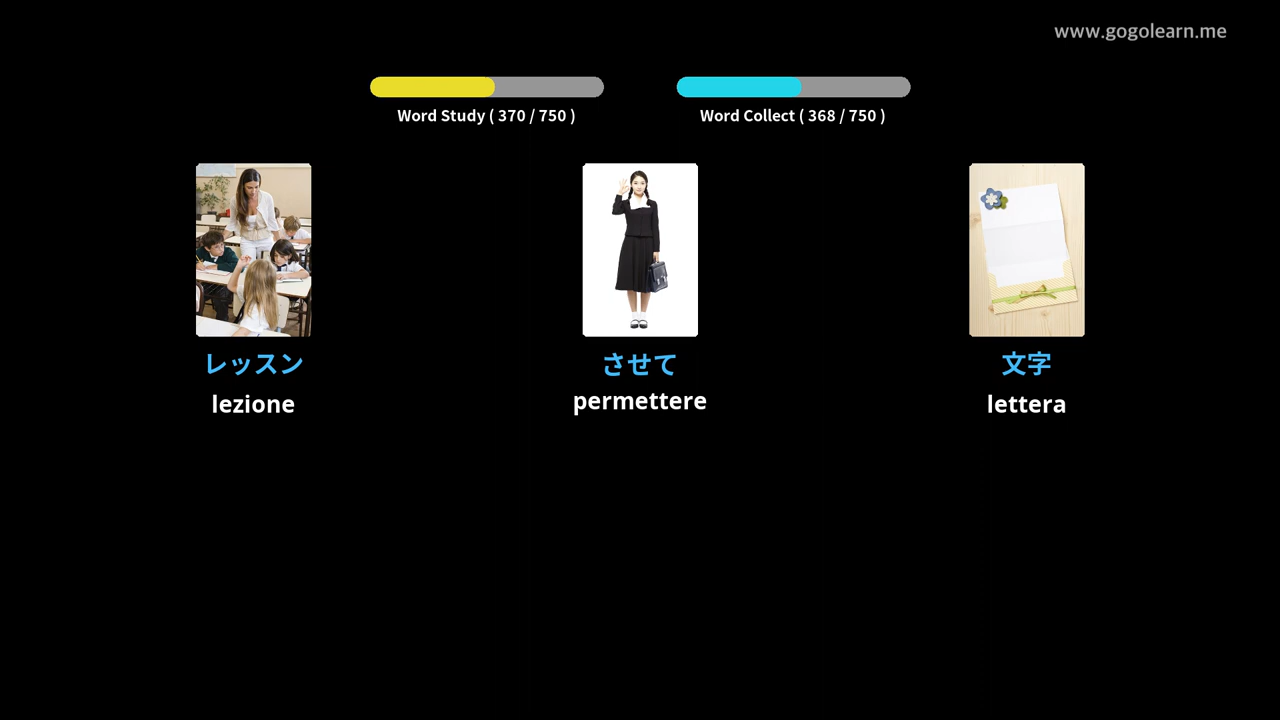 www.gogolearn.me
Word Study ( 370 / 750 )
Word Collect ( 368 / 750 )
レッスン
lezione
させて
permettere
文字
lettera